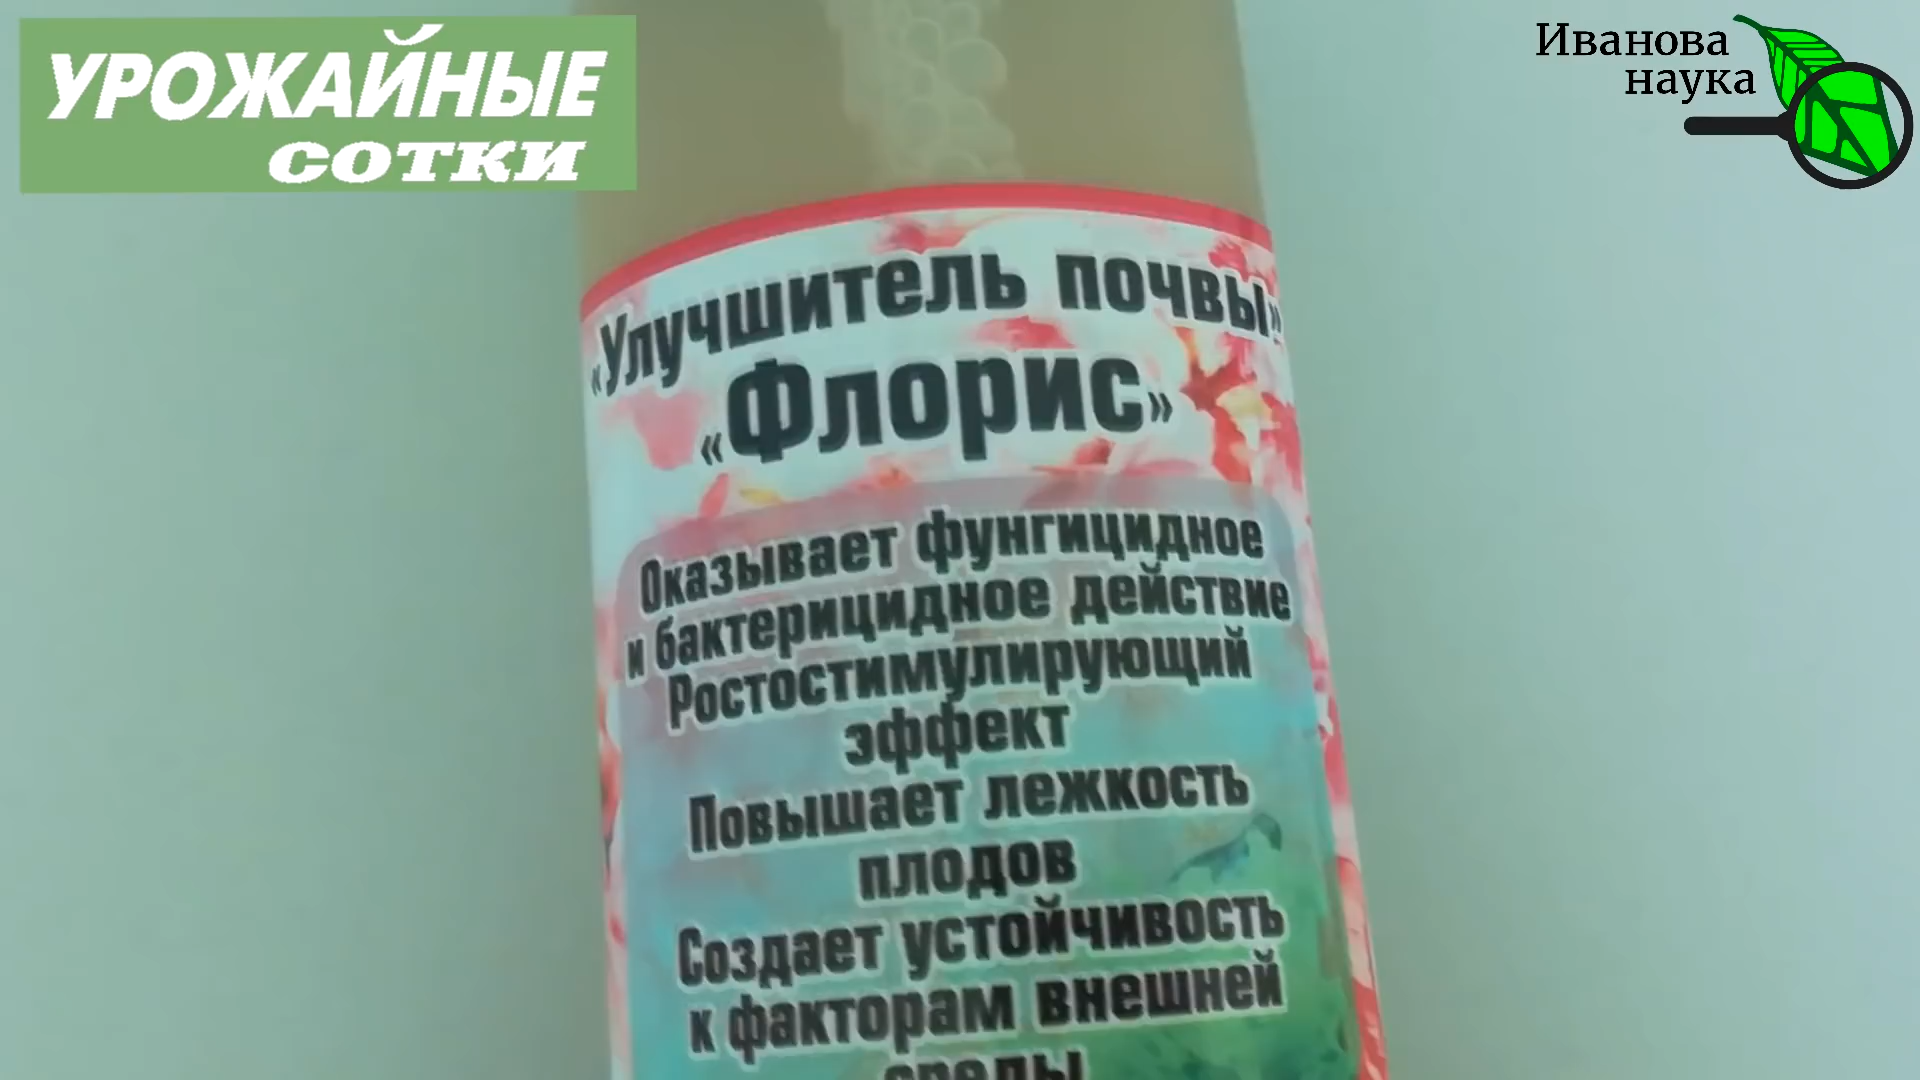 УРОЖАЙНЫЕ
сотки
Иванова
наука
«Улучшитель почвы»
«Флорис»
Оказывает фунгицидное
и бактерицидное действие
Ростостимулирующий
эффект
Повышает лежкость
плодов
Создает устойчивость
к факторам внешней
среды